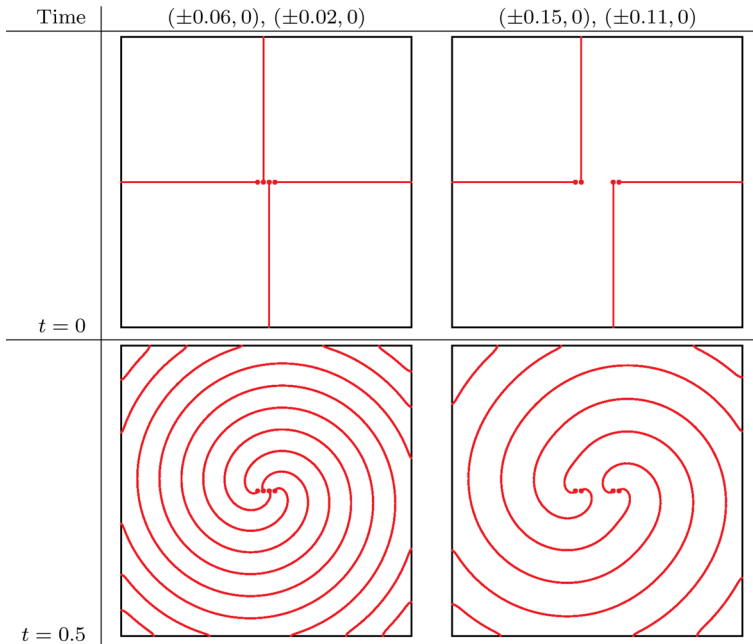 Time (±0.06, 0), (±0.02, 0) (±0.15, 0), (±0.11, 0)
t = 0
t = 0.5